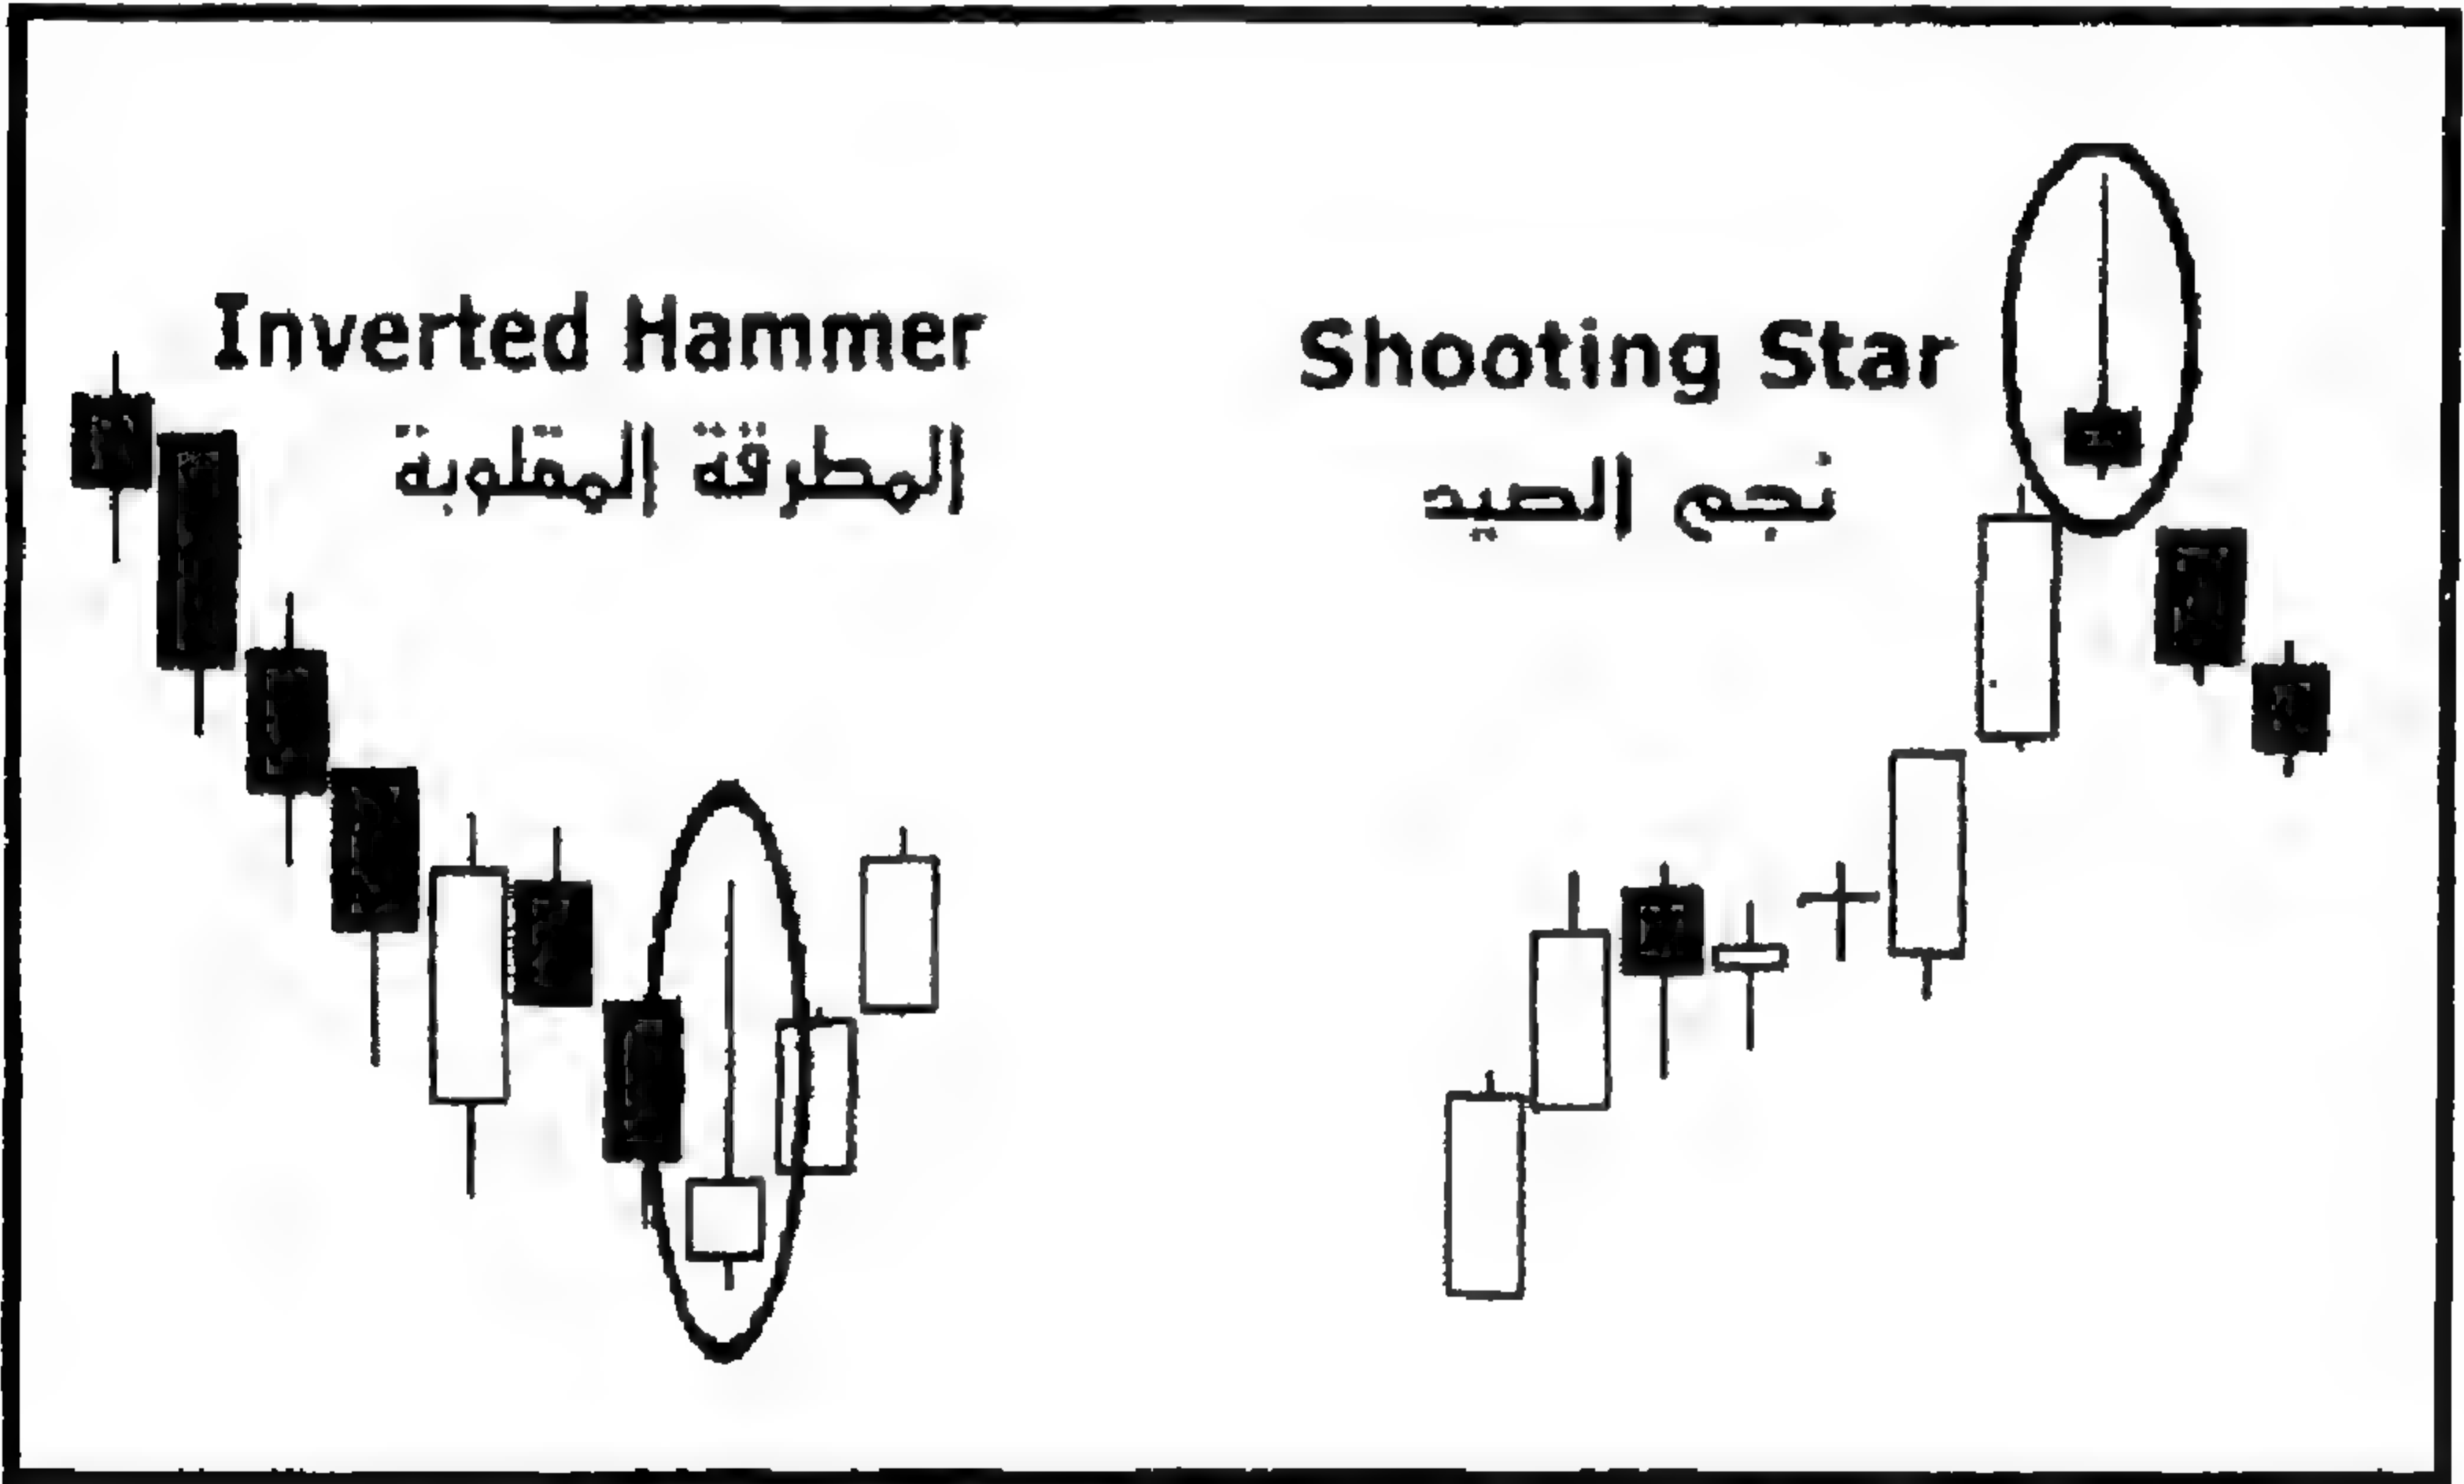 Inverted Hammer
المطرقة المقلوبة
Shooting Star
نجم الصيد